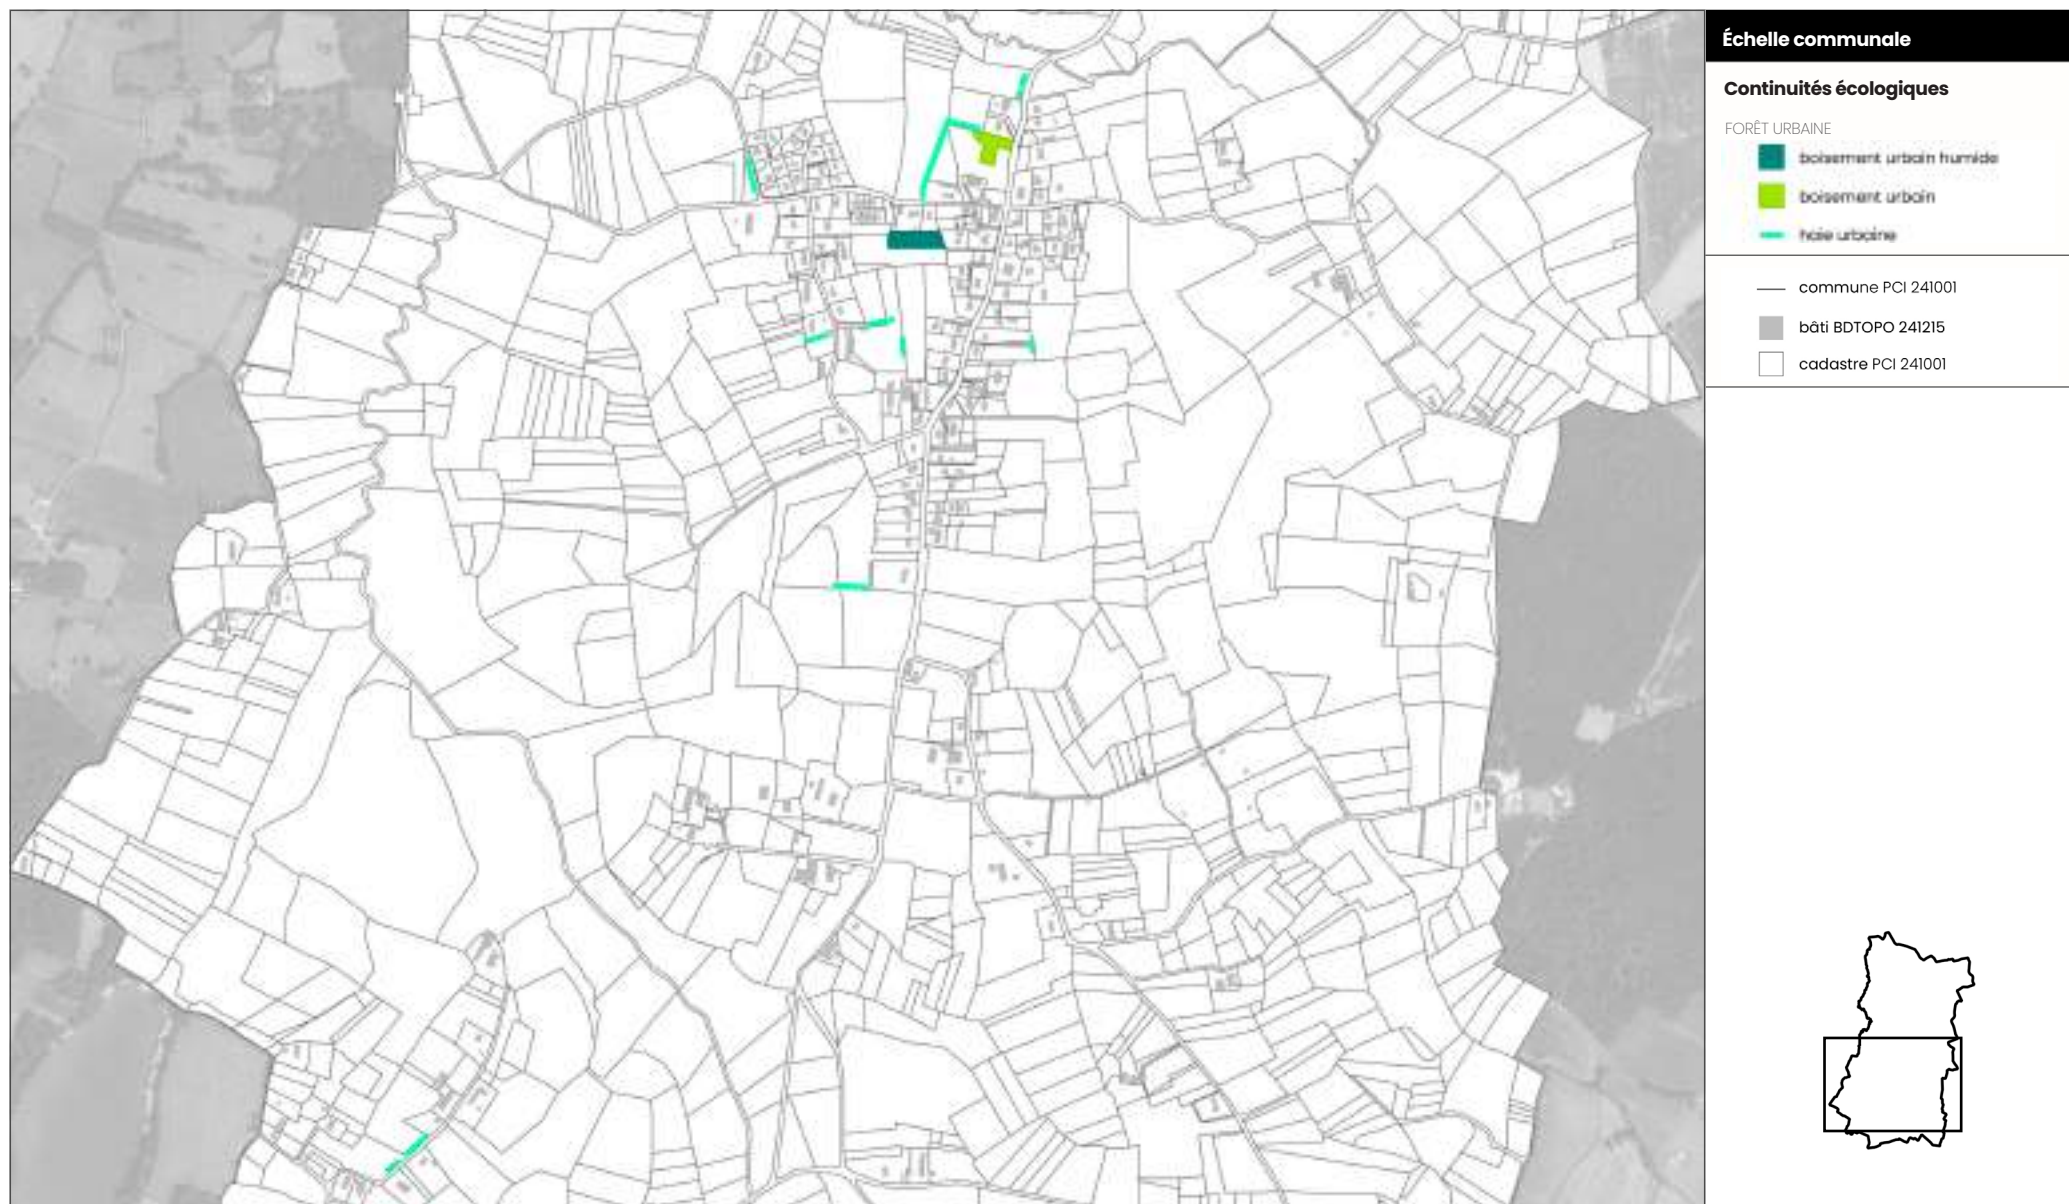 Échelle communale
Continuités écologiques
FORÊT URBAINE
boisement urbain humide
boisement urbain
haie urbaine
commune PCI 241001
bâti BDTOPO 241215
cadastre PCI 241001